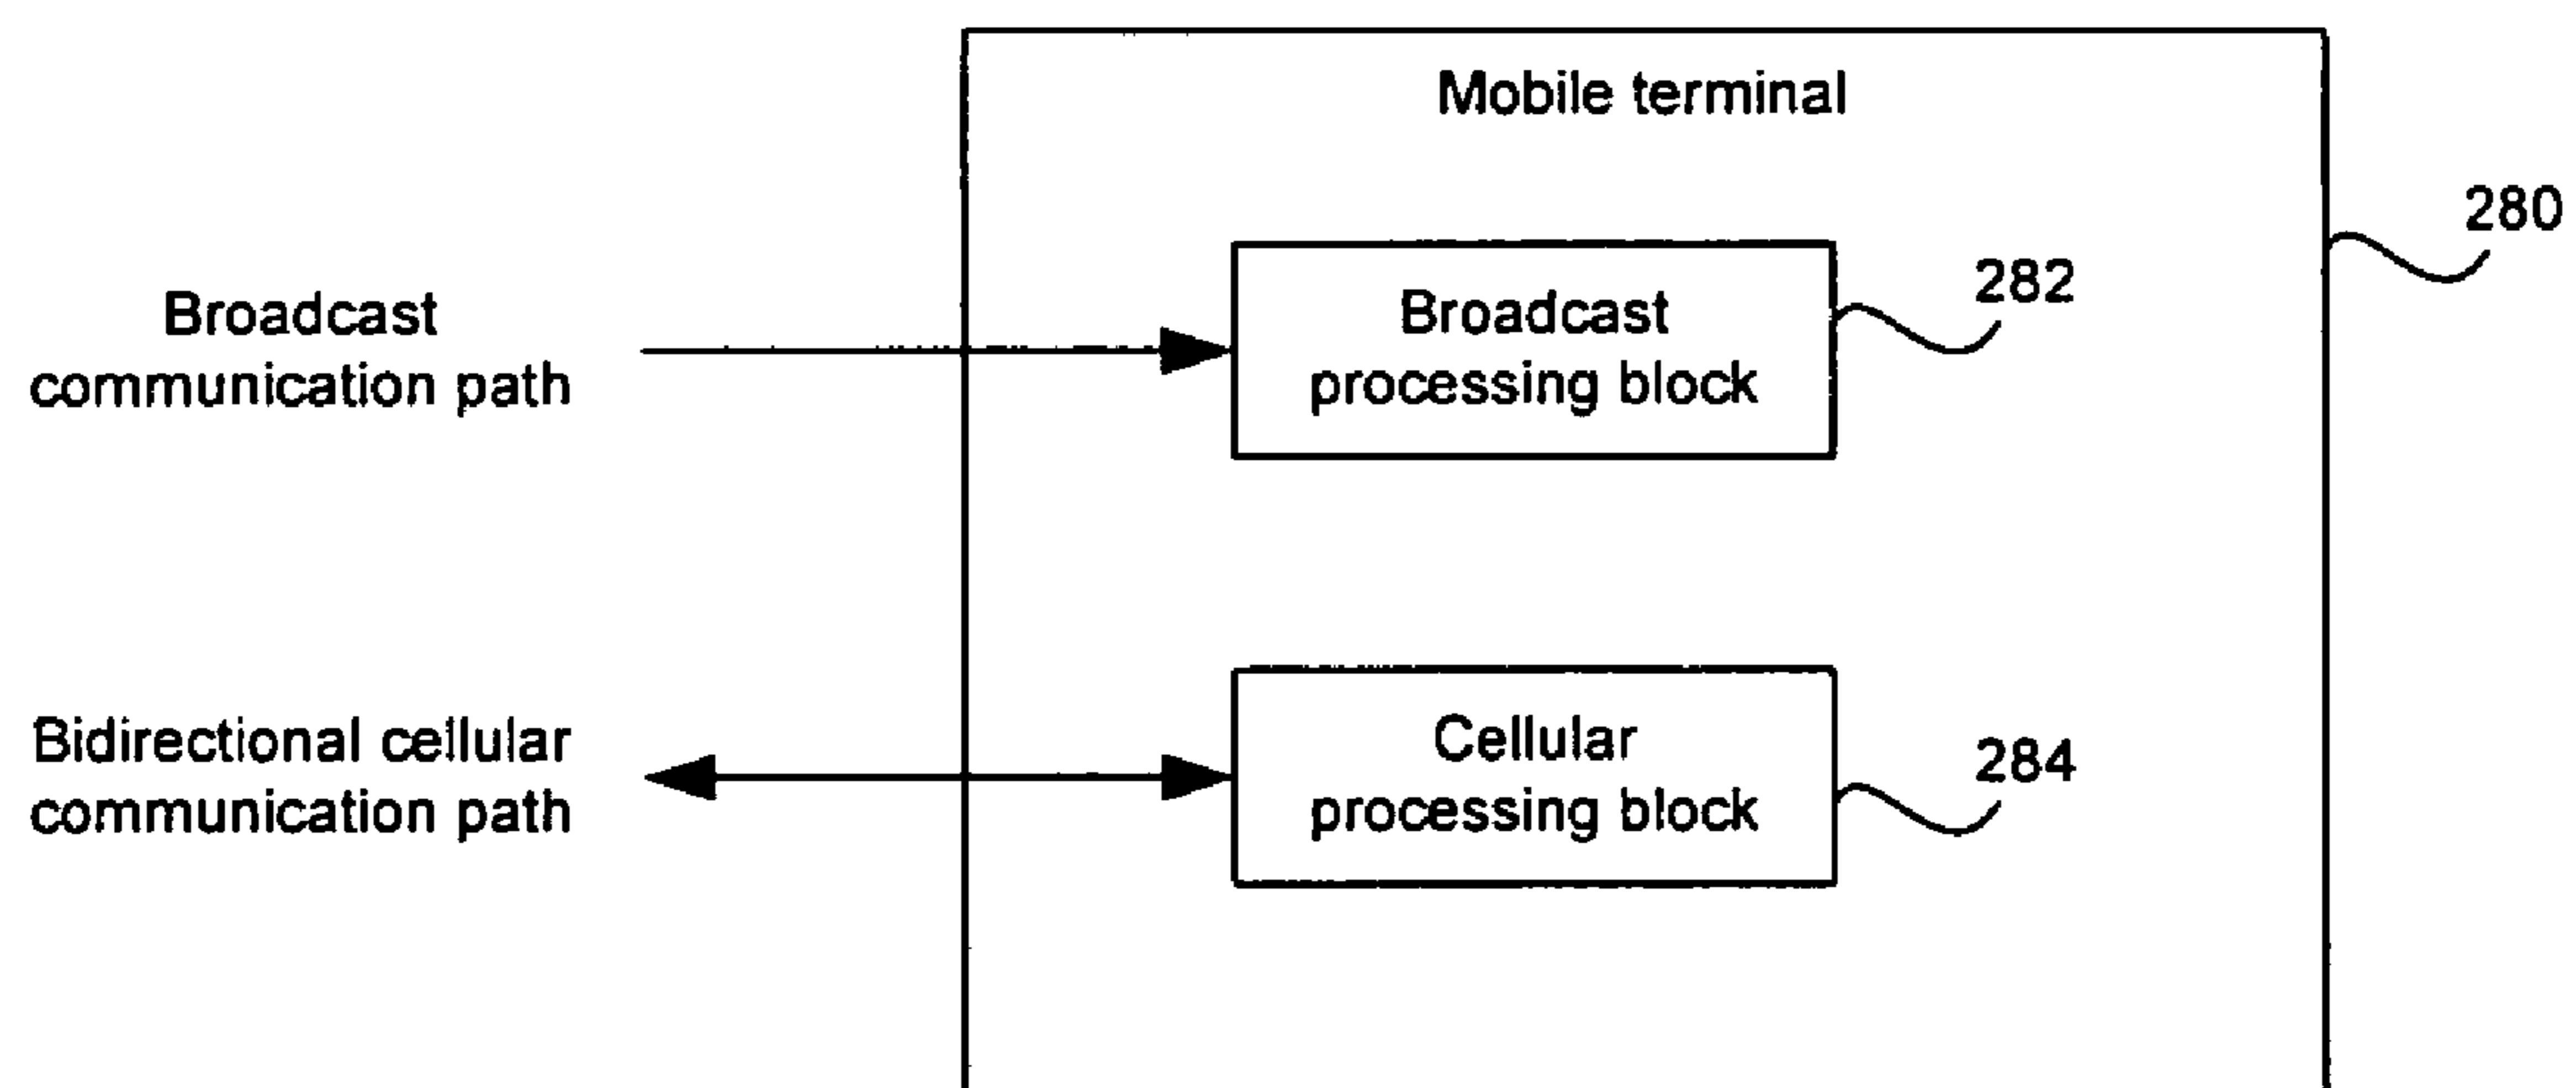 Mobile terminal
280
Broadcast
communication path
Broadcast
processing block
282
Bidirectional cellular
communication path
Cellular
processing block
284